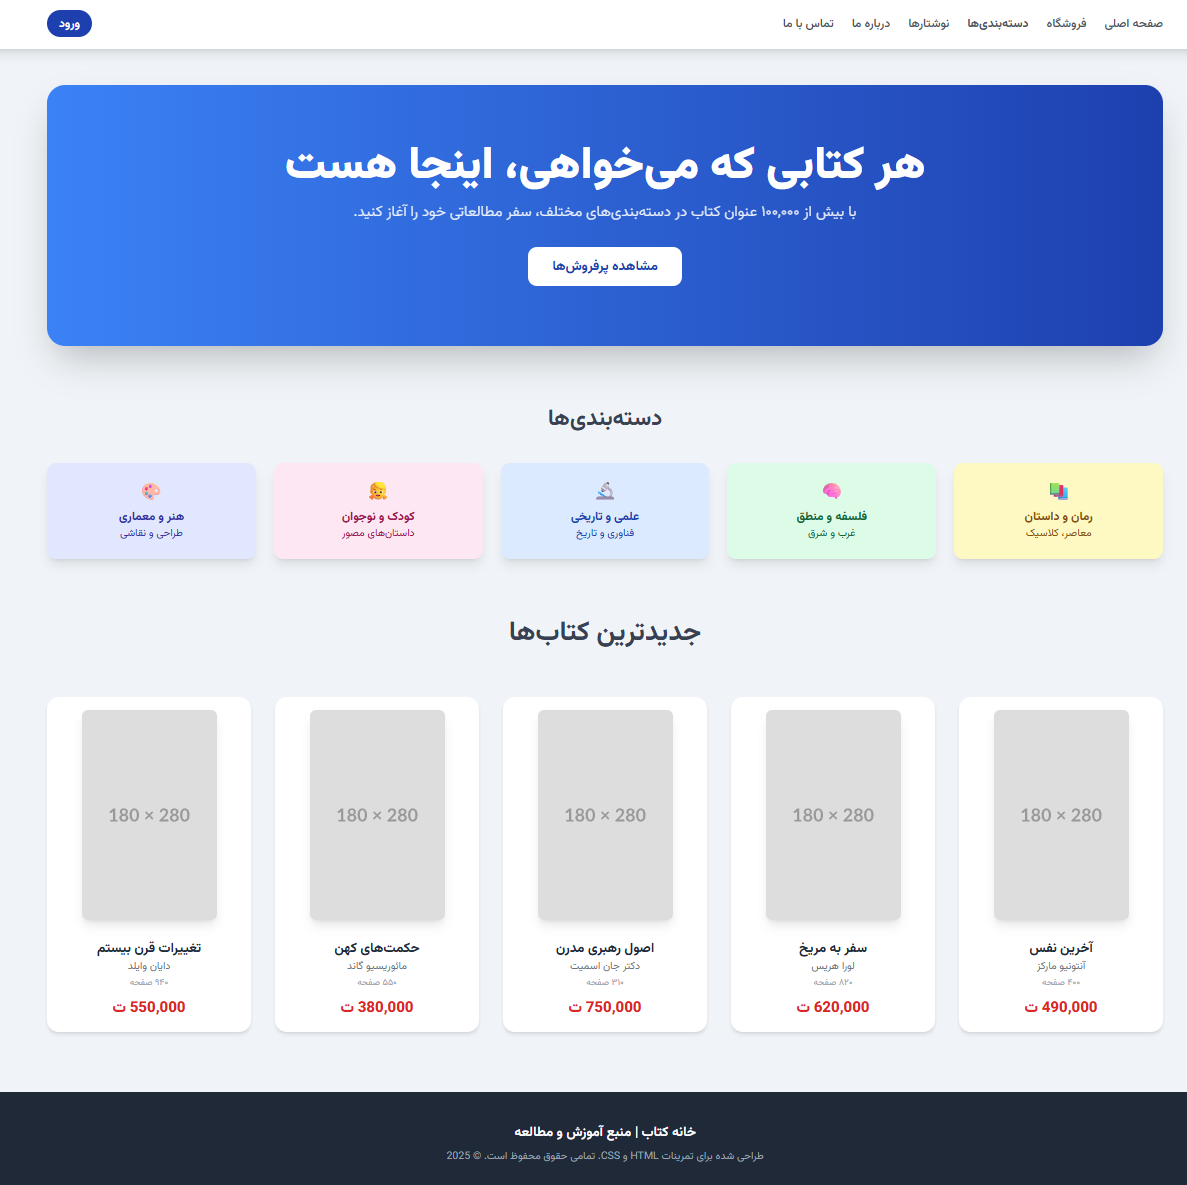 صفحه اصلی فروشگاه دسته‌بندی‌ها نوشتارها درباره ما تماس با ما ورود
هر کتابی که می‌خواهی، اینجا هست
با بیش از ۱۰۰,۰۰۰ عنوان کتاب در دسته‌بندی‌های مختلف، سفر مطالعاتی خود را آغاز کنید.
مشاهده پرفروش‌ها
دسته‌بندی‌ها
رمان و داستان
معاصر، کلاسیک
فلسفه و منطق
غرب و شرق
علمی و تاریخی
فناوری و تاریخ
کودک و نوجوان
داستان‌های مصور
هنر و معماری
طراحی و نقاشی
جدیدترین کتاب‌ها
180 × 280
آخرین نفس
آنتونیو مارکز
۴۰۰ صفحه
490,000 ت
180 × 280
سفر به مریخ
لورا هریس
۸۲۰ صفحه
620,000 ت
180 × 280
اصول رهبری مدرن
دکتر جان اسمیت
۳۱۰ صفحه
750,000 ت
180 × 280
حکمت‌های کهن
مائوریسیو گاند
۵۵۰ صفحه
380,000 ت
180 × 280
تغییرات قرن بیستم
دایان وایلد
۹۴۰ صفحه
550,000 ت
خانه کتاب | منبع آموزش و مطالعه
طراحی شده برای تمرینات HTML و CSS. تمامی حقوق محفوظ است. © 2025